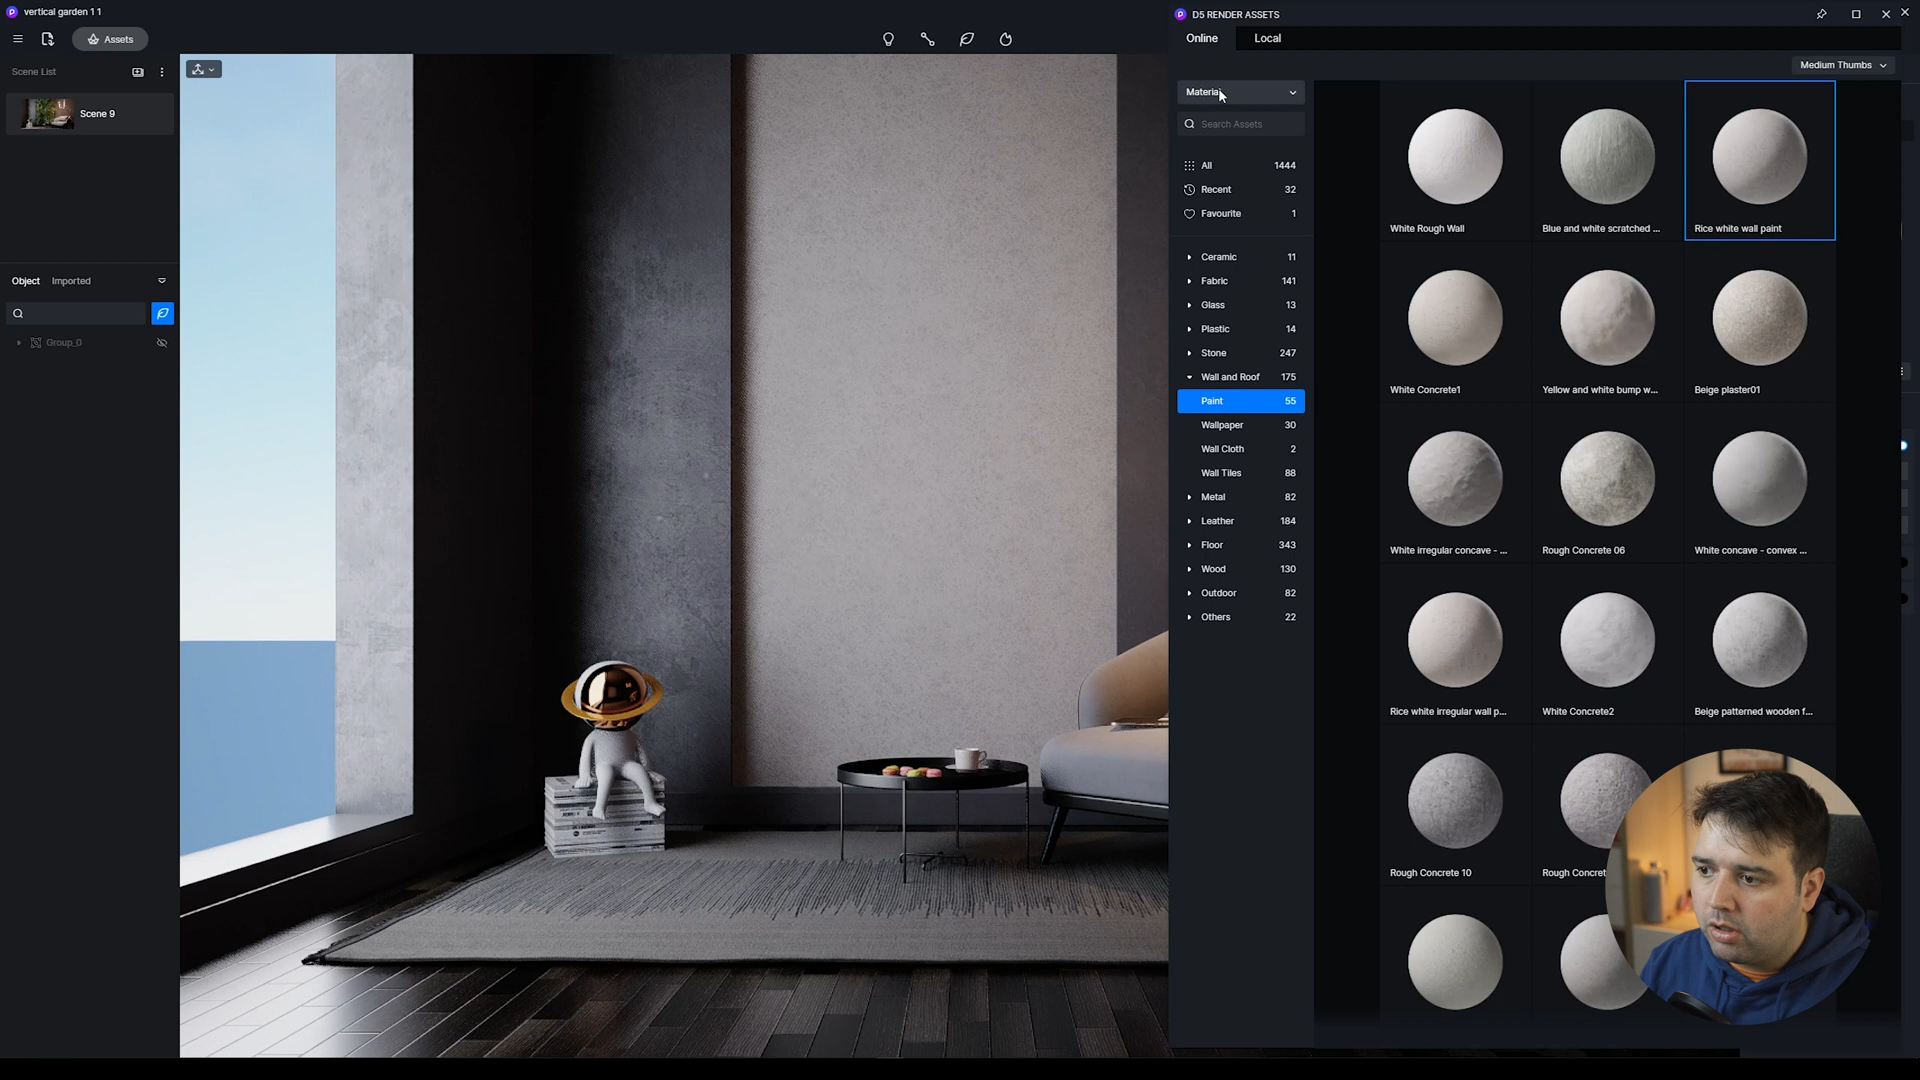 vertical garden 1 1
D5 RENDER ASSETS
Assets
Online
Local
Scene List
Medium Thumbs
Scene 9
Material
Search Assets
All 1444
Recent 32
Favourite 1
Ceramic 11
Fabric 141
Glass 13
Plastic 14
Stone 247
Wall and Roof 175
Paint 55
Wallpaper 30
Wall Cloth 2
Wall Tiles 88
Metal 82
Leather 184
Floor 343
Wood 130
Outdoor 82
Others 22
Object
Imported
Group_0
White Rough Wall
Blue and white scratched ...
Rice white wall paint
White Concrete1
Yellow and white bump w...
Beige plaster01
White irregular concave - ...
Rough Concrete 06
White concave - convex ...
Rice white irregular wall p...
White Concrete2
Beige patterned wooden f...
Rough Concrete 10
Rough Concret